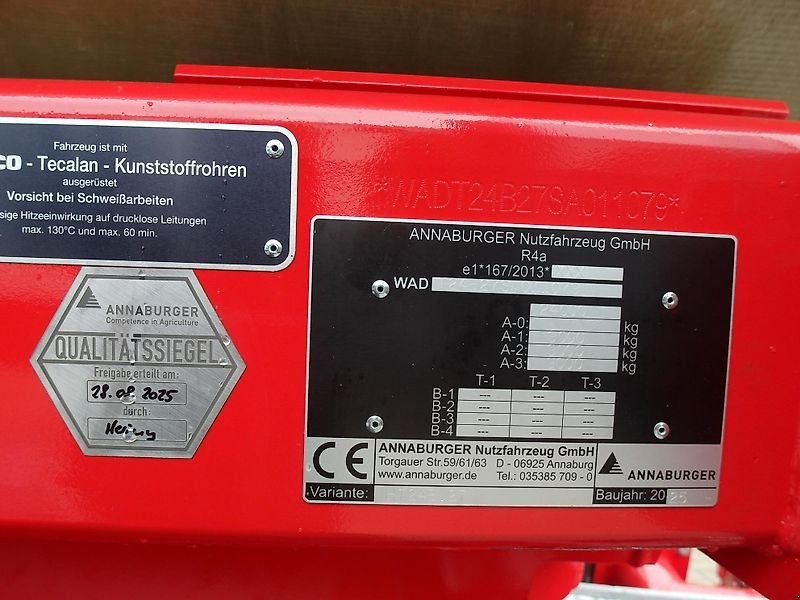 Fahrzeug ist mit
CO - Tecalan - Kunststoffrohren
ausgerüstet
Vorsicht bei Schweißarbeiten
sige Hitzeeinwirkung auf drucklose Leitungen
max. 130°C und max. 60 min.
*WADT24B27SA011079*
ANNABURGER
Competence in Agriculture
QUALITÄTSSIEGEL
Freigabe erteilt am:
28.08.2025
durch:
ANNABURGER Nutzfahrzeug GmbH
R4a
e1*167/2013*
WAD
A-0: kg
A-1: kg
A-2: kg
A-3: kg
T-1 T-2 T-3
B-1 --- --- ---
B-2 --- --- ---
B-3 --- --- ---
B-4 --- --- ---
CE
ANNABURGER Nutzfahrzeug GmbH
Torgauer Str.59/61/63 D - 06925 Annaburg
www.annaburger.de Tel.: 035385 709 - 0
ANNABURGER
Variante:
Baujahr: 20 25